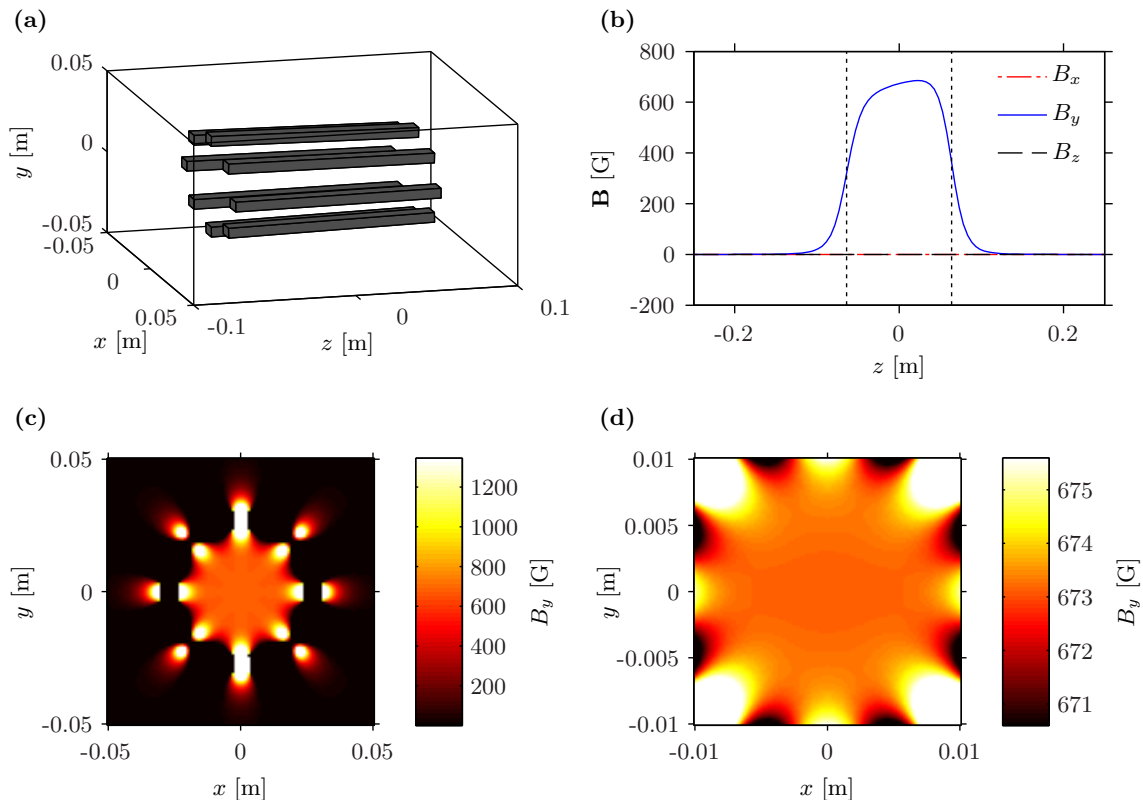 (a)
0.05
0
-0.05
-0.05
0
0.05
-0.1
0
0.1
y [m]
x [m]
z [m]
(b)
800
600
400
200
0
-200
-0.2
0
0.2
B [G]
z [m]
Bx
By
Bz
(c)
0.05
0
-0.05
-0.05
0
0.05
y [m]
x [m]
1200
1000
800
600
400
200
By [G]
(d)
0.01
0.005
0
-0.005
-0.01
-0.01
0
0.01
y [m]
x [m]
675
674
673
672
671
By [G]